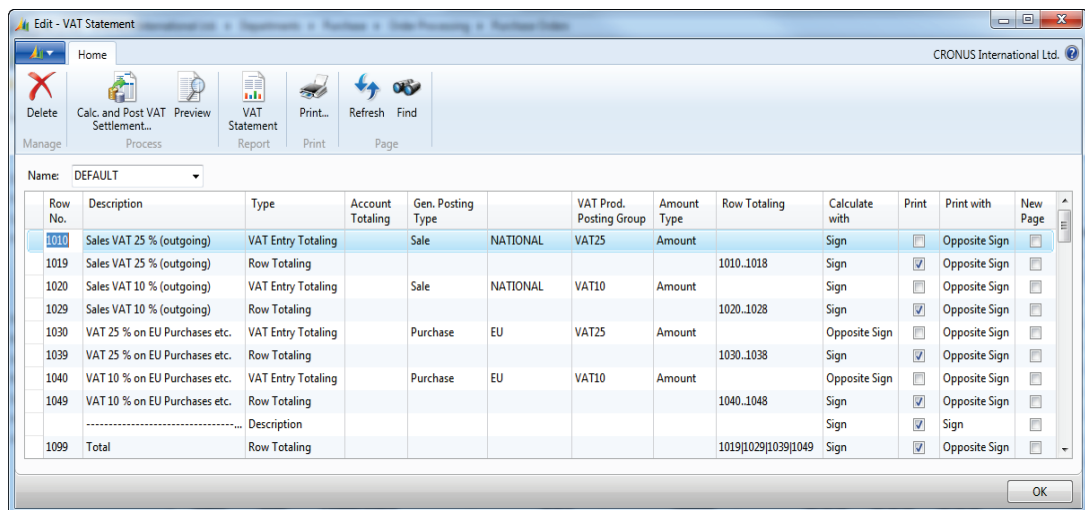 Edit - VAT Statement
Home
CRONUS International Ltd.
Delete Calc. and Post VAT Settlement... Preview VAT Statement Print... Refresh Find
Manage Process Report Print Page
Name: DEFAULT
Row No. Description Type Account Totaling Gen. Posting Type VAT Prod. Posting Group Amount Type Row Totaling Calculate with Print Print with New Page
1010 Sales VAT 25 % (outgoing) VAT Entry Totaling Sale NATIONAL VAT25 Amount Sign Opposite Sign
1019 Sales VAT 25 % (outgoing) Row Totaling 1010..1018 Sign Opposite Sign
1020 Sales VAT 10 % (outgoing) VAT Entry Totaling Sale NATIONAL VAT10 Amount Sign Opposite Sign
1029 Sales VAT 10 % (outgoing) Row Totaling 1020..1028 Sign Opposite Sign
1030 VAT 25 % on EU Purchases etc. VAT Entry Totaling Purchase EU VAT25 Amount Opposite Sign Opposite Sign
1039 VAT 25 % on EU Purchases etc. Row Totaling 1030..1038 Sign Opposite Sign
1040 VAT 10 % on EU Purchases etc. VAT Entry Totaling Purchase EU VAT10 Amount Opposite Sign Opposite Sign
1049 VAT 10 % on EU Purchases etc. Row Totaling 1040..1048 Sign Opposite Sign
---------------------------------... Description Sign Sign
1099 Total Row Totaling 1019|1029|1039|1049 Sign Opposite Sign
OK